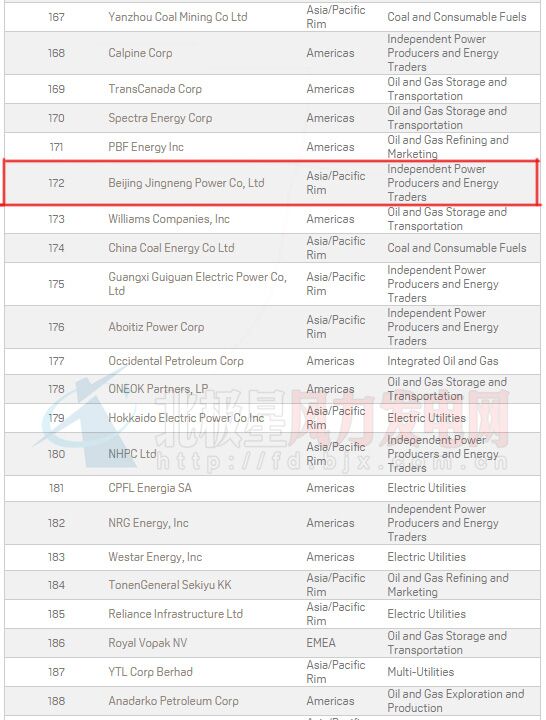 167 Yanzhou Coal Mining Co Ltd Asia/Pacific Rim Coal and Consumable Fuels
168 Calpine Corp Americas Independent Power Producers and Energy Traders
169 TransCanada Corp Americas Oil and Gas Storage and Transportation
170 Spectra Energy Corp Americas Oil and Gas Storage and Transportation
171 PBF Energy Inc Americas Oil and Gas Refining and Marketing
172 Beijing Jingneng Power Co, Ltd Asia/Pacific Rim Independent Power Producers and Energy Traders
173 Williams Companies, Inc Americas Oil and Gas Storage and Transportation
174 China Coal Energy Co Ltd Asia/Pacific Rim Coal and Consumable Fuels
175 Guangxi Guiguan Electric Power Co, Ltd Asia/Pacific Rim Independent Power Producers and Energy Traders
176 Aboitiz Power Corp Asia/Pacific Rim Independent Power Producers and Energy Traders
177 Occidental Petroleum Corp Americas Integrated Oil and Gas
178 ONEOK Partners, LP Americas Oil and Gas Storage and Transportation
179 Hokkaido Electric Power Co Inc Asia/Pacific Rim Electric Utilities
北极星风力发电网
180 NHPC Ltd Asia/Pacific Rim Independent Power Producers and Energy Traders
http://fd.bjx.com.cn
181 CPFL Energia SA Americas Electric Utilities
182 NRG Energy, Inc Americas Independent Power Producers and Energy Traders
183 Westar Energy, Inc Americas Electric Utilities
184 TonenGeneral Sekiyu KK Asia/Pacific Rim Oil and Gas Refining and Marketing
185 Reliance Infrastructure Ltd Asia/Pacific Rim Electric Utilities
186 Royal Vopak NV EMEA Oil and Gas Storage and Transportation
187 YTL Corp Berhad Asia/Pacific Rim Multi-Utilities
188 Anadarko Petroleum Corp Americas Oil and Gas Exploration and Production